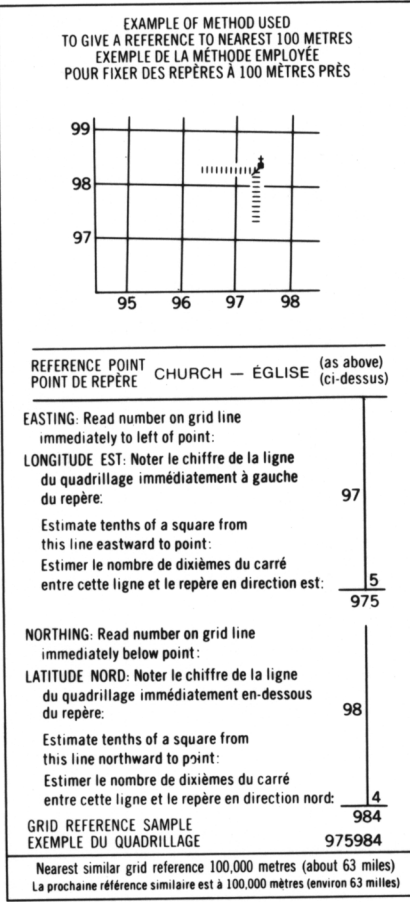 EXAMPLE OF METHOD USED
TO GIVE A REFERENCE TO NEAREST 100 METRES
EXEMPLE DE LA MÉTHODE EMPLOYÉE
POUR FIXER DES REPÈRES À 100 MÈTRES PRÈS
99
98
97
95 96 97 98
REFERENCE POINT
POINT DE REPÈRE
CHURCH — ÉGLISE
(as above)
(ci-dessus)
EASTING: Read number on grid line
immediately to left of point:
LONGITUDE EST: Noter le chiffre de la ligne
du quadrillage immédiatement à gauche
du repère: 97
Estimate tenths of a square from
this line eastward to point:
Estimer le nombre de dixièmes du carré
entre cette ligne et le repère en direction est: 5
975
NORTHING: Read number on grid line
immediately below point:
LATITUDE NORD: Noter le chiffre de la ligne
du quadrillage immédiatement en-dessous
du repère: 98
Estimate tenths of a square from
this line northward to point:
Estimer le nombre de dixièmes du carré
entre cette ligne et le repère en direction nord: 4
984
GRID REFERENCE SAMPLE
EXEMPLE DU QUADRILLAGE 975984
Nearest similar grid reference 100,000 metres (about 63 miles)
La prochaine référence similaire est à 100,000 mètres (environ 63 milles)